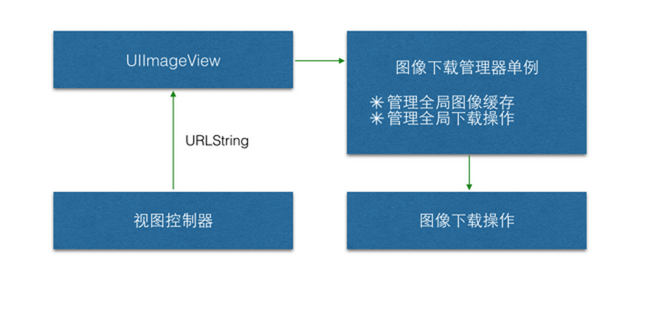 UIImageView
图像下载管理器单例
✳管理全局图像缓存
✳管理全局下载操作
URLString
视图控制器
图像下载操作